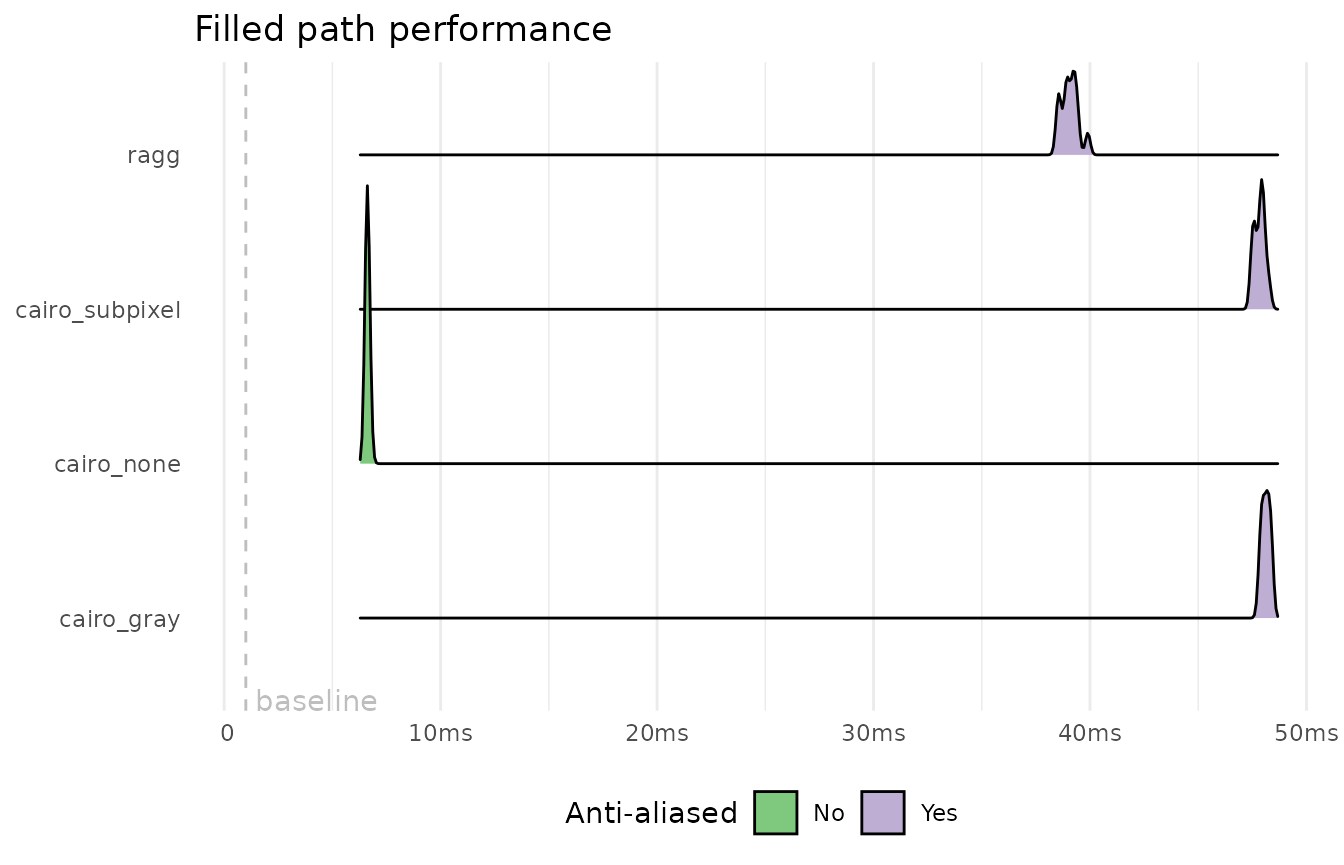 Filled path performance
ragg
cairo_subpixel
cairo_none
cairo_gray
baseline
0 10ms 20ms 30ms 40ms 50ms
Anti-aliased No Yes